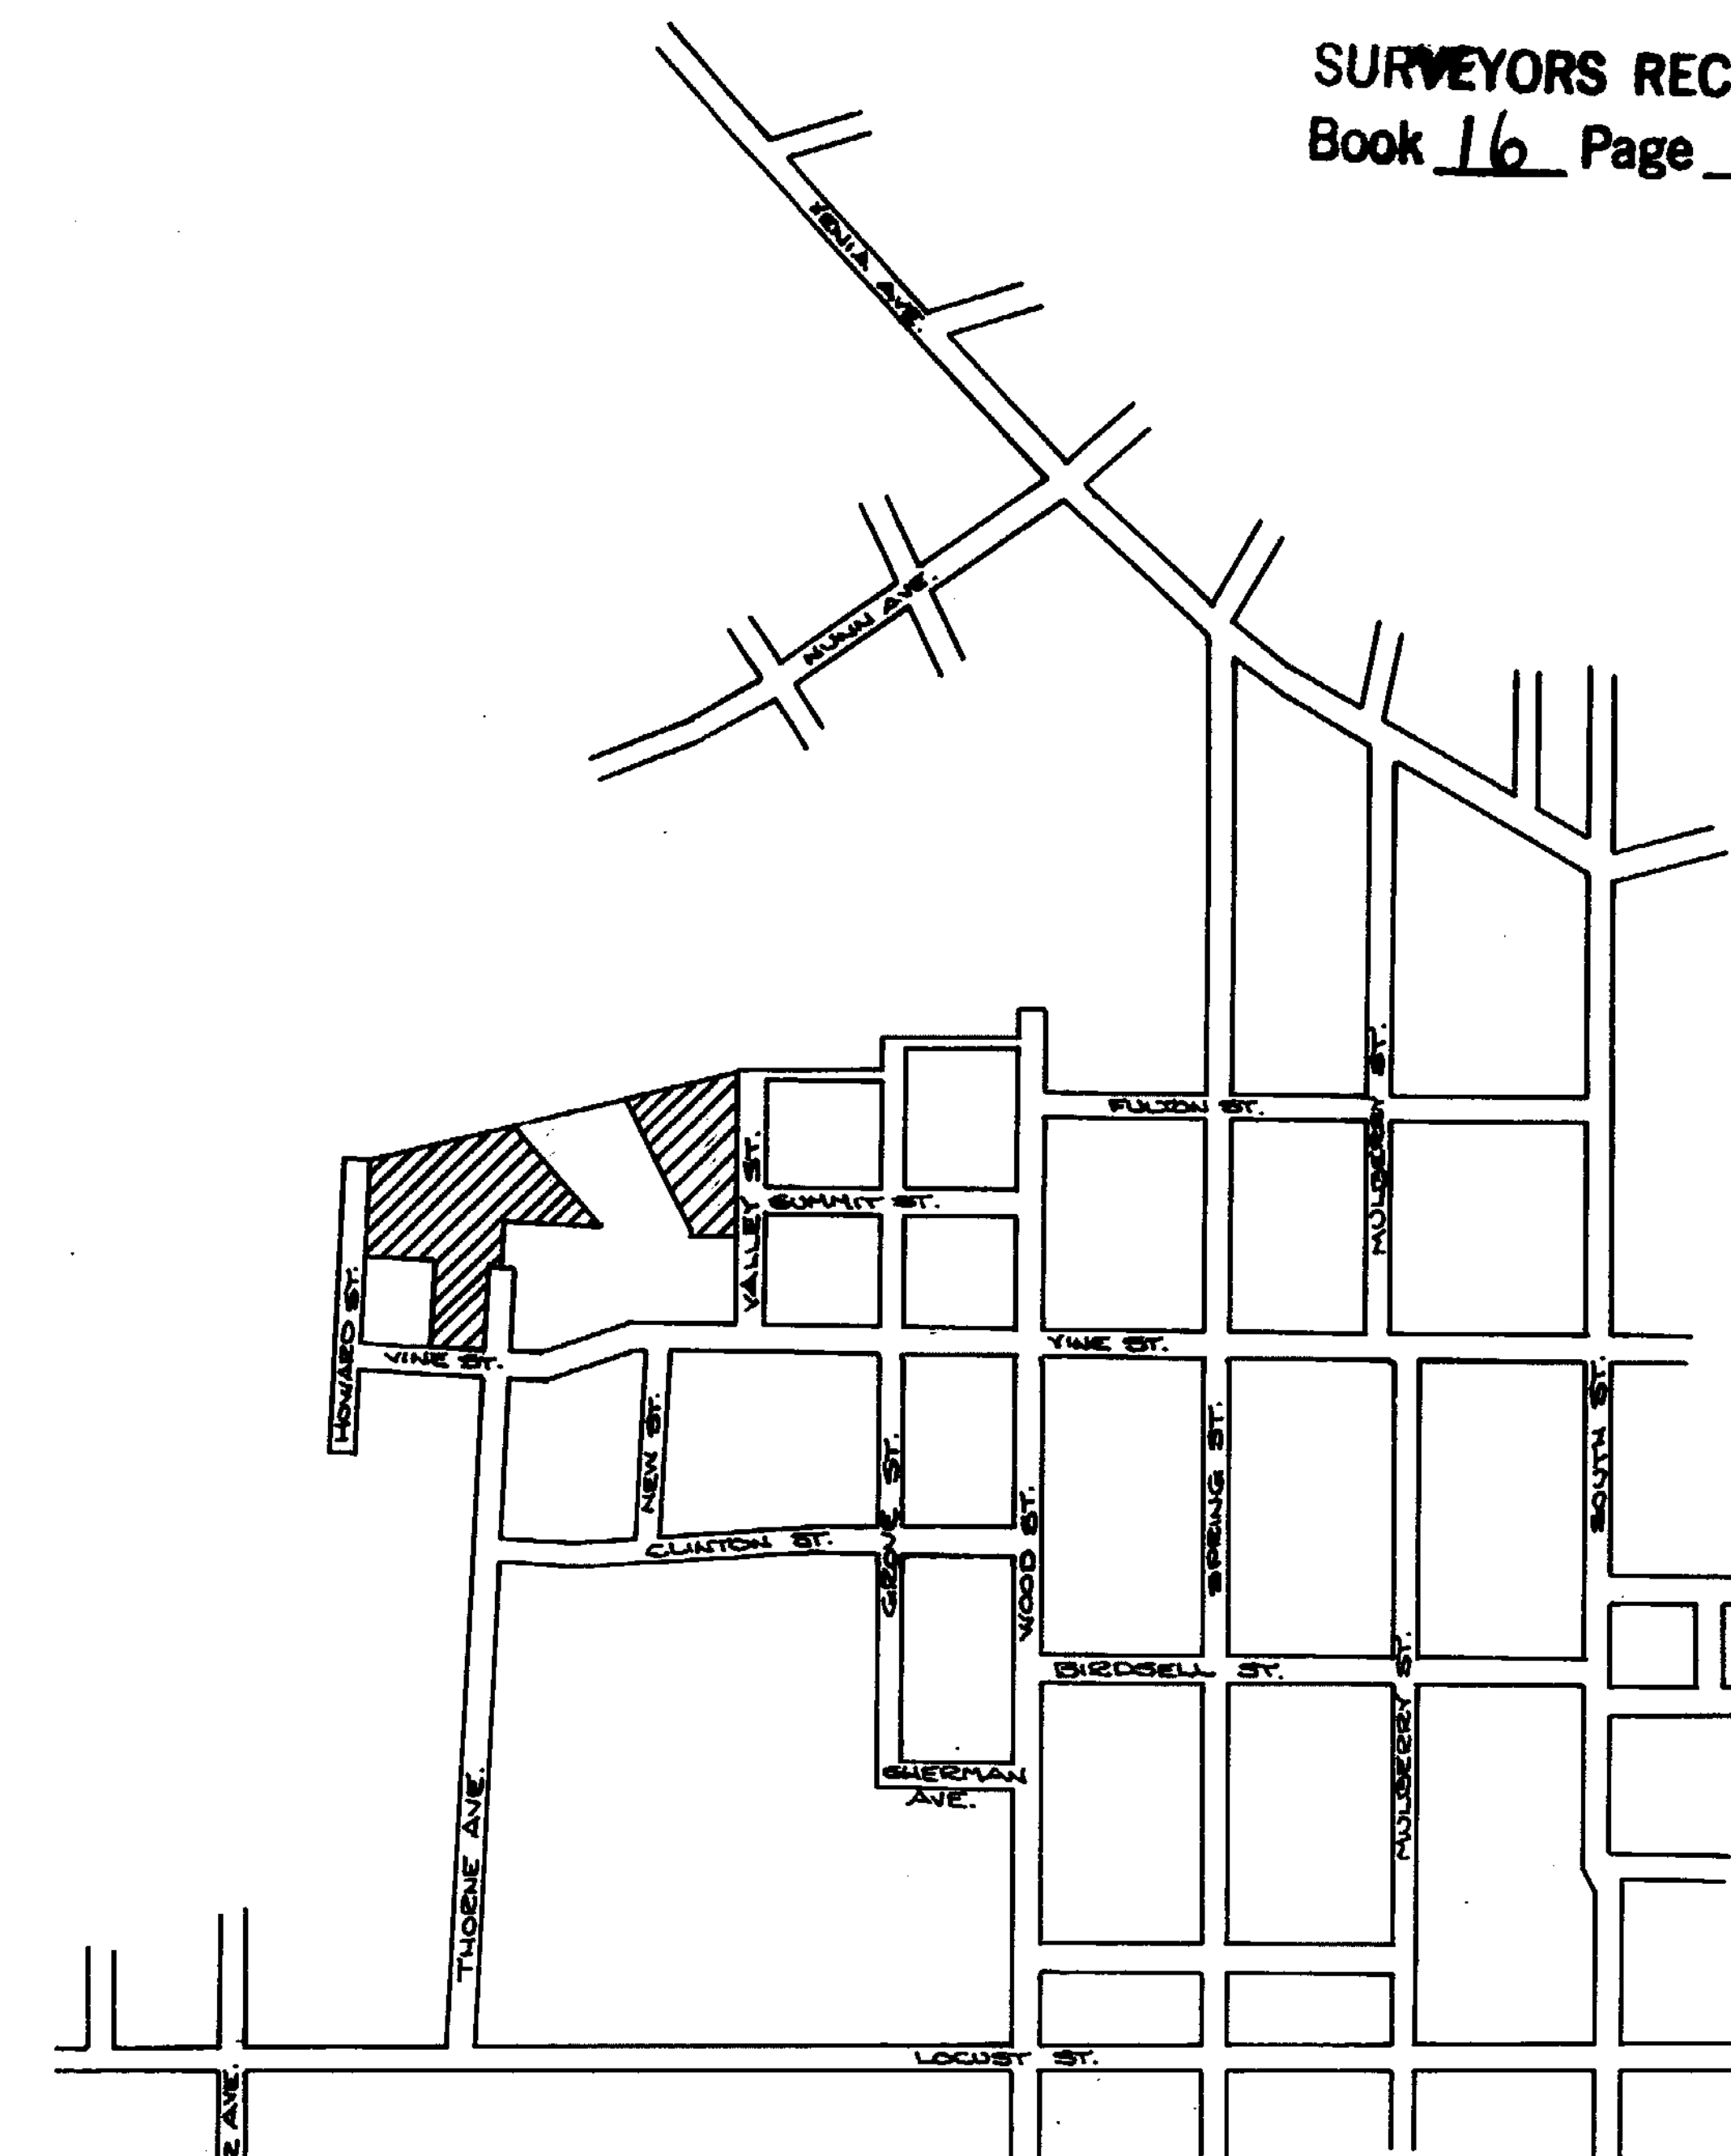 SURVEYORS REC
Book 16 Page
XENIA AVE.
NUNN AVE.
MULBERRY ST.
FULTON ST.
VALLEY ST.
SUMMIT ST.
HOWARD ST.
VINE ST.
VINE ST.
NEW ST.
GROVE ST.
SPRING ST.
SOUTH ST.
CLINTON ST.
WOOD ST.
BIRDSELL ST.
MULBERRY ST.
SHERMAN
AVE.
THORNE AVE.
LOCUST ST.
AVE.